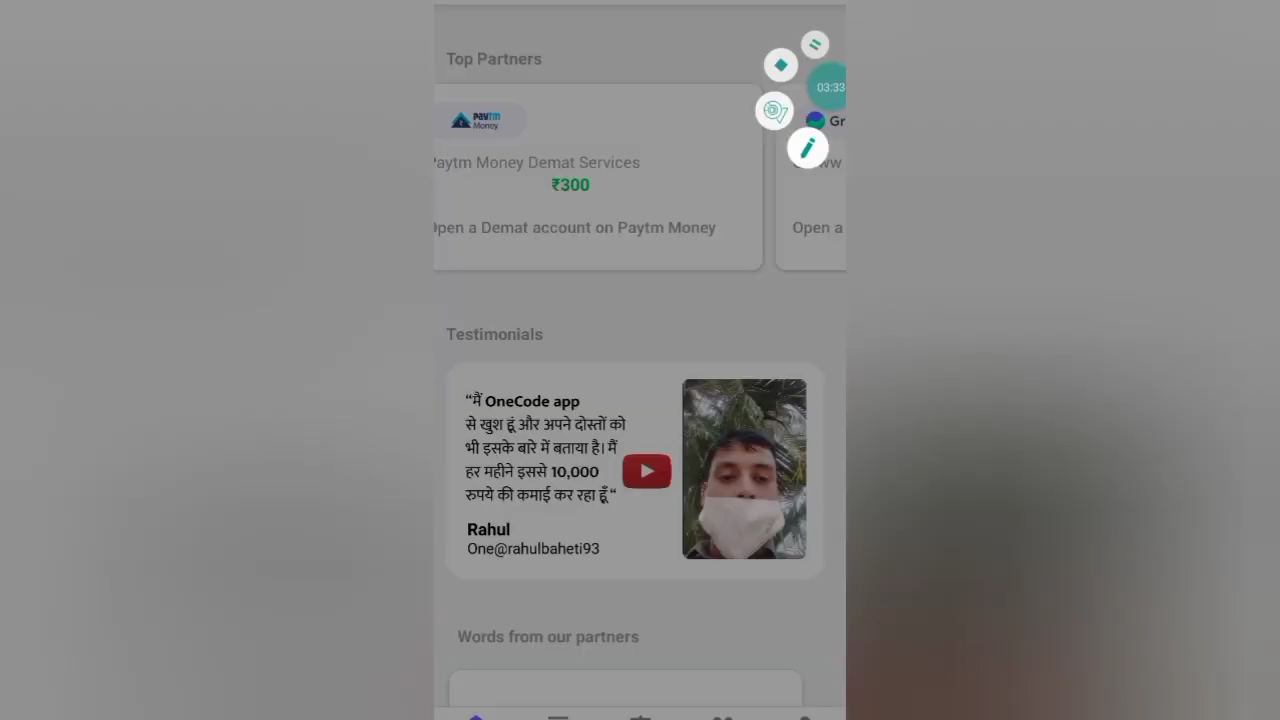 Top Partners
03:33
PAYTM
Money
Gr
Paytm Money Demat Services
ww
₹300
Open a Demat account on Paytm Money
Open a
Testimonials
“मैं OneCode app
से खुश हूं और अपने दोस्तों को
भी इसके बारे में बताया है। मैं
हर महीने इससे 10,000
रुपये की कमाई कर रहा हूँ“
Rahul
One@rahulbaheti93
Words from our partners